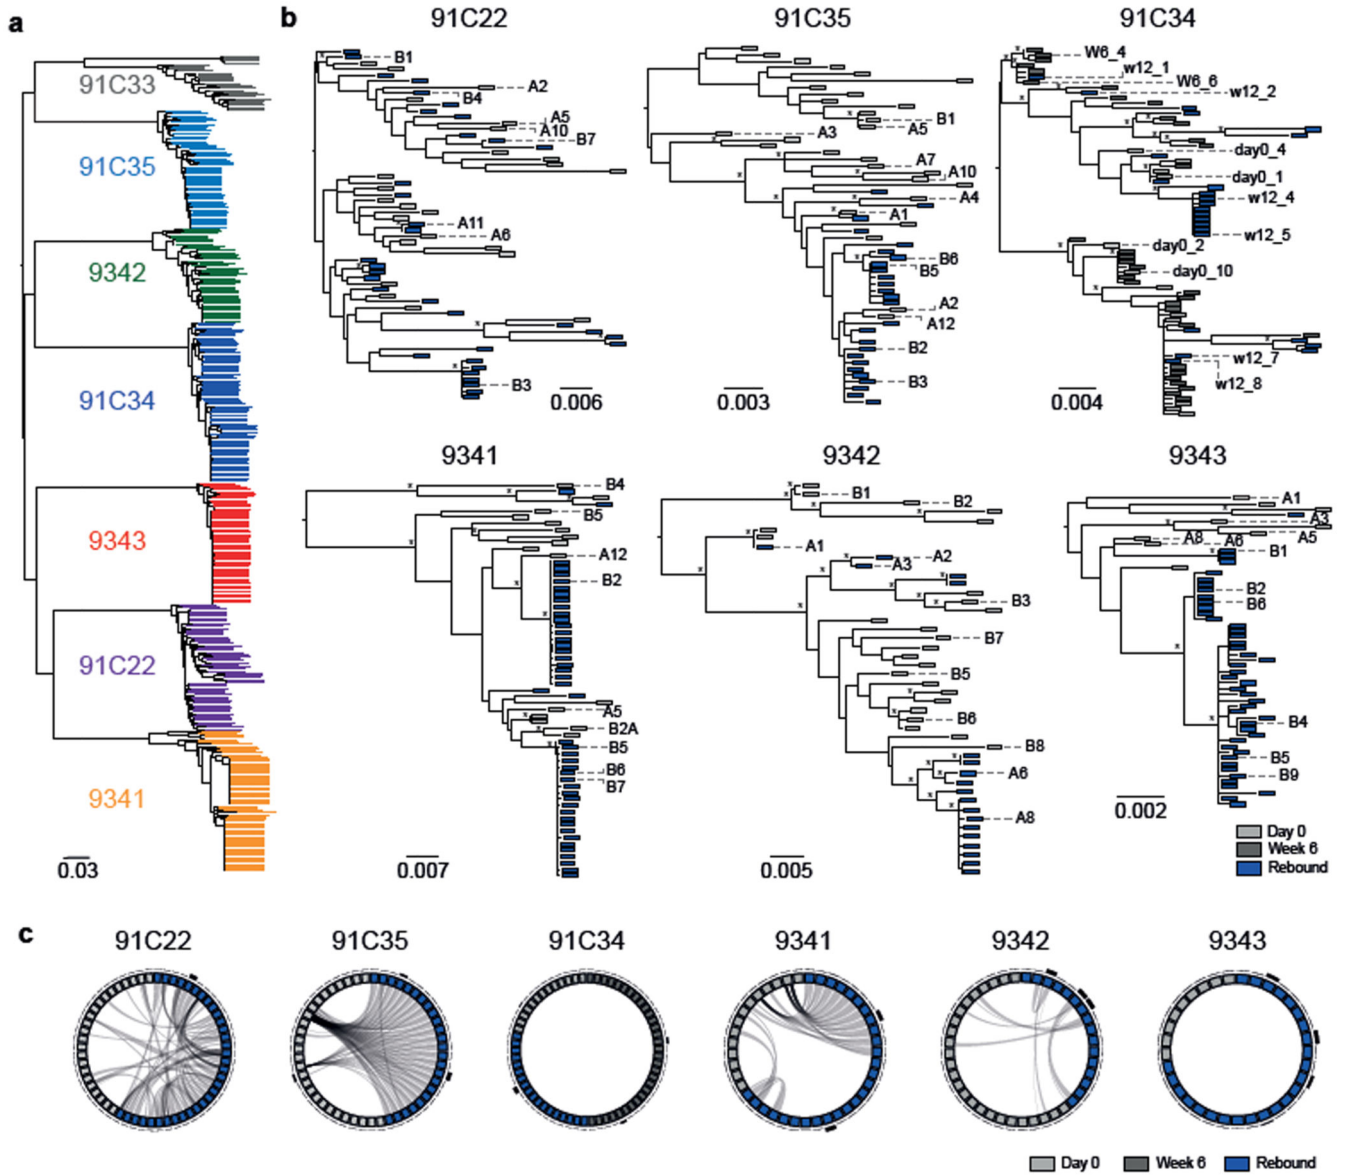 a
91C33
91C35
9342
91C34
9343
91C22
9341
0.03
b
91C22
B1
A2
B4
A5
A10
B7
A11
A6
B3
0.006
91C35
B1
A5
A3
A7
A10
A4
A1
B6
B5
A2
A12
B2
B3
0.003
91C34
W6_4
w12_1
W6_6
w12_2
day0_4
day0_1
w12_4
w12_5
day0_2
day0_10
w12_7
w12_8
0.004
9341
B4
B5
A12
B2
A5
B2A
B5
B6
B7
0.007
9342
B1
B2
A1
A2
A3
B3
B7
B5
B6
B8
A6
A8
0.005
9343
A1
A3
A5
A8
A6
B1
B2
B6
B4
B5
B9
0.002
Day 0
Week 6
Rebound
c
91C22
91C35
91C34
9341
9342
9343
Day 0
Week 6
Rebound